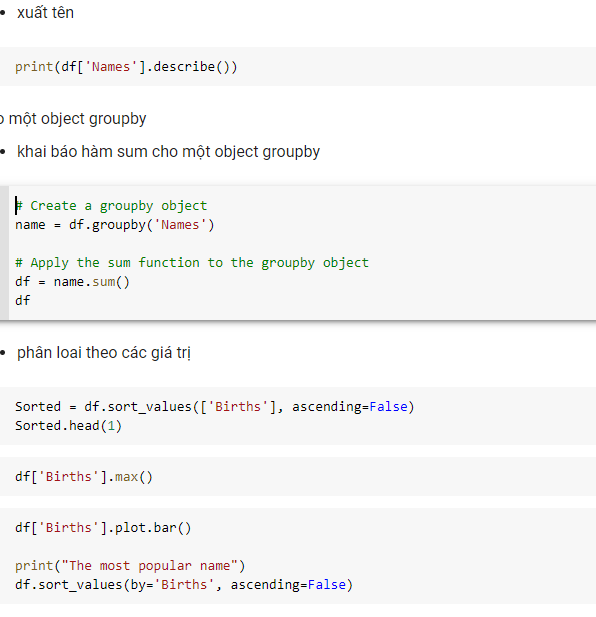 xuất tên
print(df['Names'].describe())
một object groupby
khai báo hàm sum cho một object groupby
# Create a groupby object
name = df.groupby('Names')
# Apply the sum function to the groupby object
df = name.sum()
df
phân loai theo các giá trị
Sorted = df.sort_values(['Births'], ascending=False)
Sorted.head(1)
df['Births'].max()
df['Births'].plot.bar()
print("The most popular name")
df.sort_values(by='Births', ascending=False)